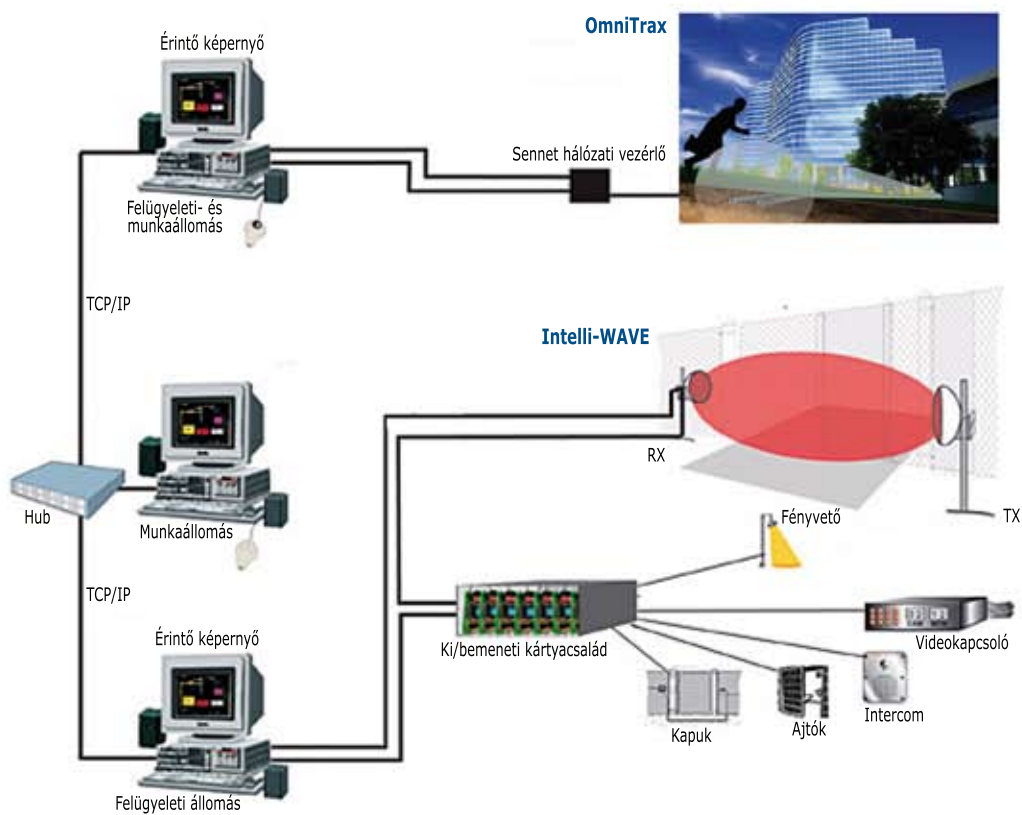 OmniTrax
Érintő képernyő
Sennet hálózati vezérlő
Felügyeleti- és
munkaállomás
TCP/IP
Intelli-WAVE
RX
TX
Hub
Munkaállomás
Fényvető
TCP/IP
Érintő képernyő
Ki/bemeneti kártyacsalád
Videokapcsoló
Kapuk
Ajtók
Intercom
Felügyeleti állomás